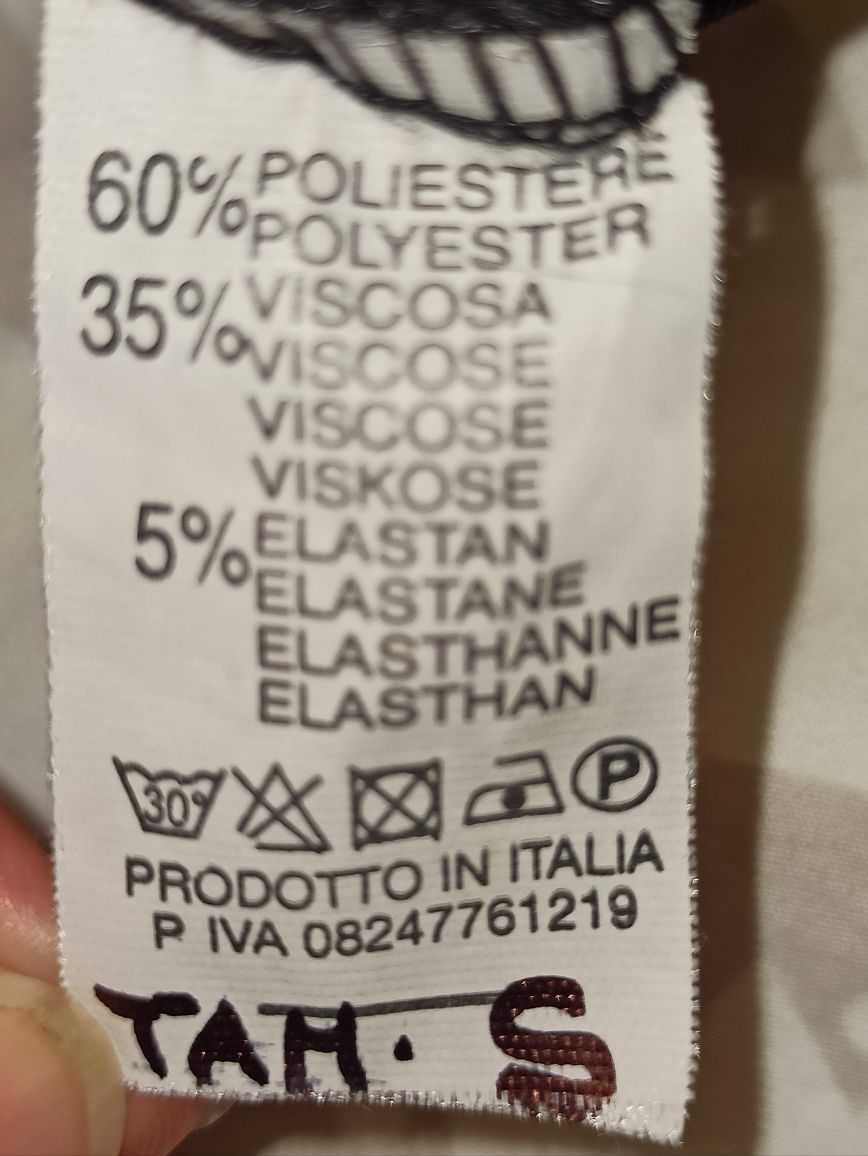 60% POLIESTERE
POLYESTER
35% VISCOSA
VISCOSE
VISCOSE
VISKOSE
5% ELASTAN
ELASTANE
ELASTHANNE
ELASTHAN
30° P
PRODOTTO IN ITALIA
P IVA 08247761219
TAH. S